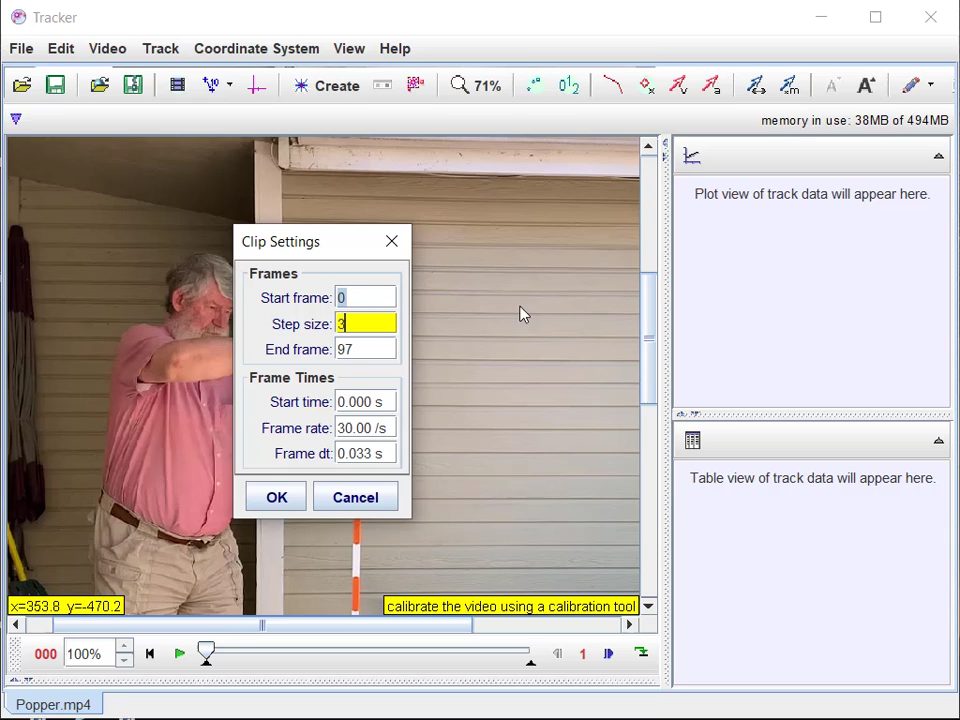 Tracker
File Edit Video Track Coordinate System View Help
Create 71%
memory in use: 38MB of 494MB
Plot view of track data will appear here.
Clip Settings
Frames
Start frame: 0
Step size: 3
End frame: 97
Frame Times
Start time: 0.000 s
Frame rate: 30.00 /s
Frame dt: 0.033 s
OK Cancel
Table view of track data will appear here.
x=353.8 y=-470.2
calibrate the video using a calibration tool
000 100% 1
Popper.mp4